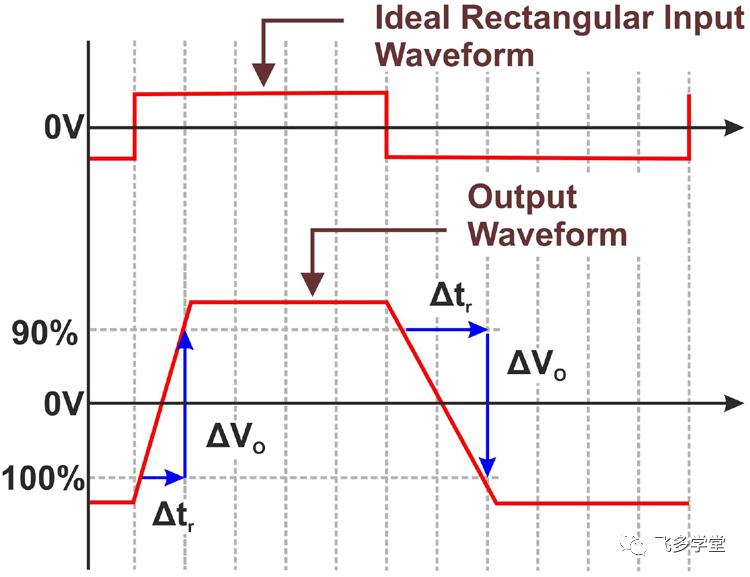 Ideal Rectangular Input
Waveform
0V
Output
Waveform
Δtr
90%
ΔVO
0V
ΔVO
100%
Δtr
飞多学堂